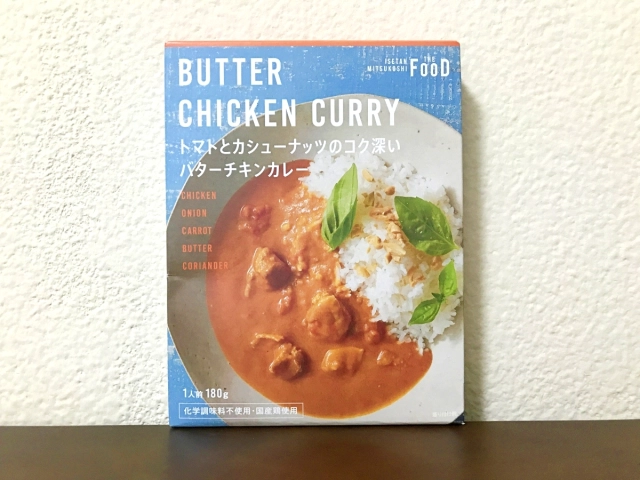 BUTTER
CHICKEN CURRY
ISETAN
MITSUKOSHI
THE
FOOD
トマトとカシューナッツのコク深い
バターチキンカレー
CHICKEN
ONION
CARROT
BUTTER
CORIANDER
1人前 180g
化学調味料不使用・国産鶏使用